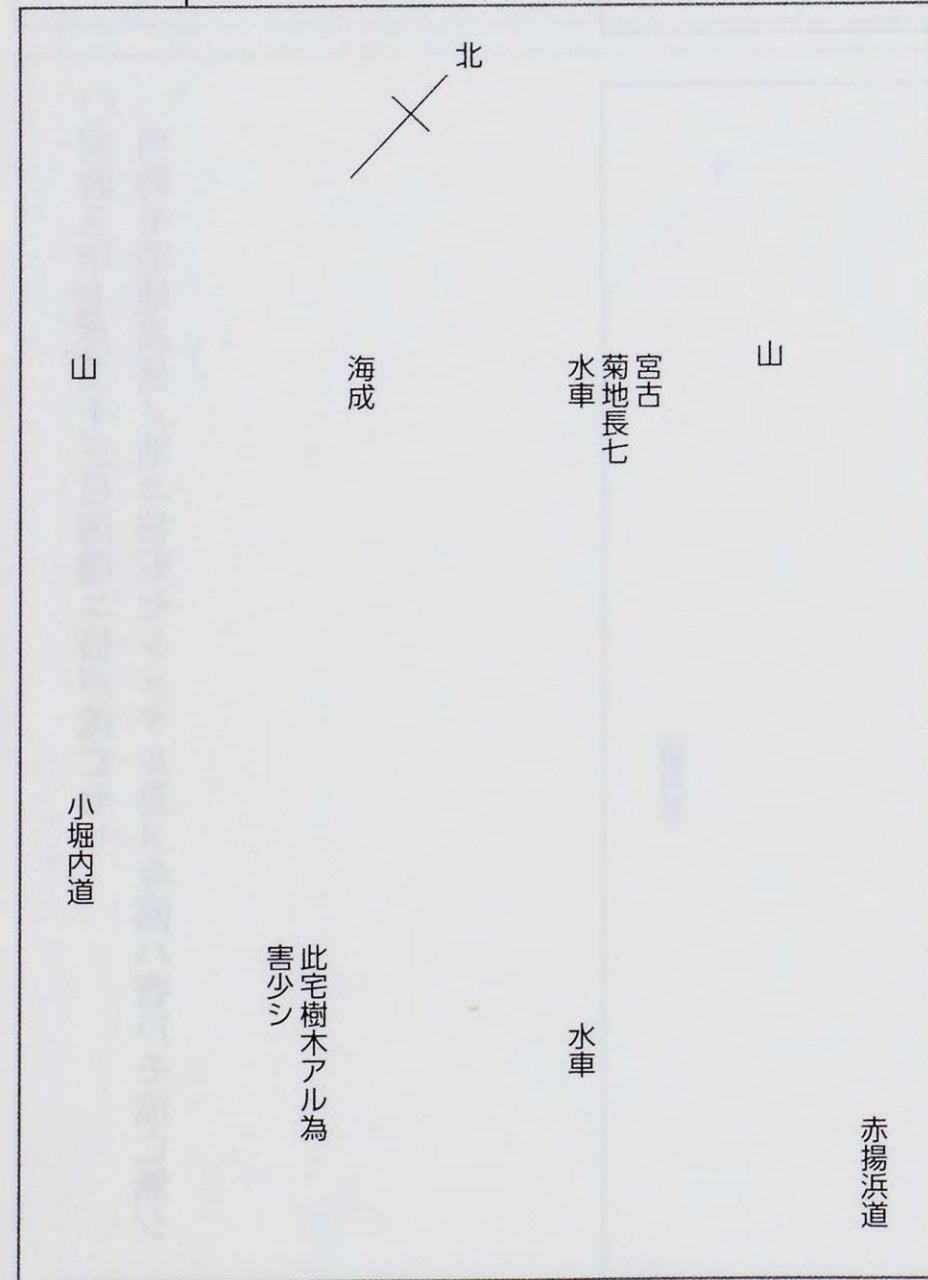 北
山
宮古
菊地長七
水車
海成
山
小堀内道
此宅樹木アル為
害少シ
水車
赤揚浜道